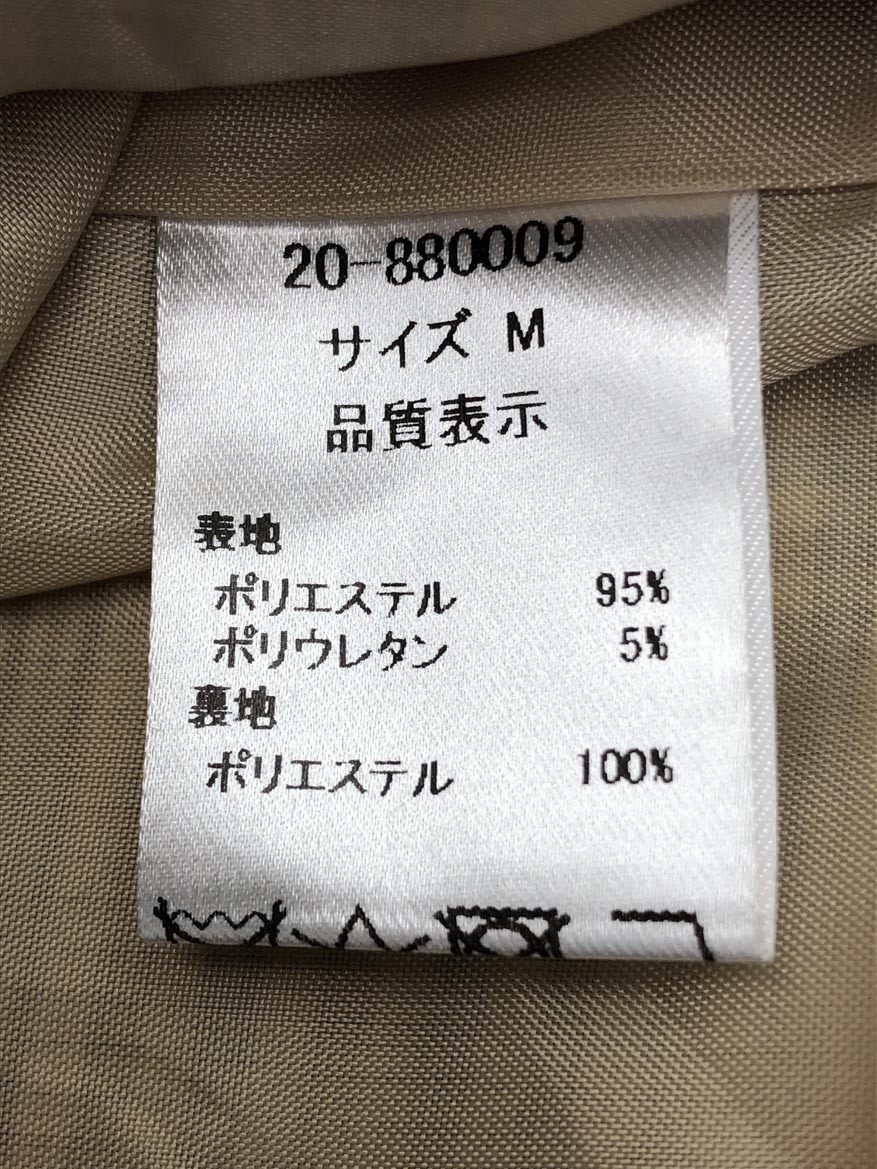 20-880009
サイズ M
品質表示
表地
ポリエステル 95%
ポリウレタン 5%
裏地
ポリエステル 100%